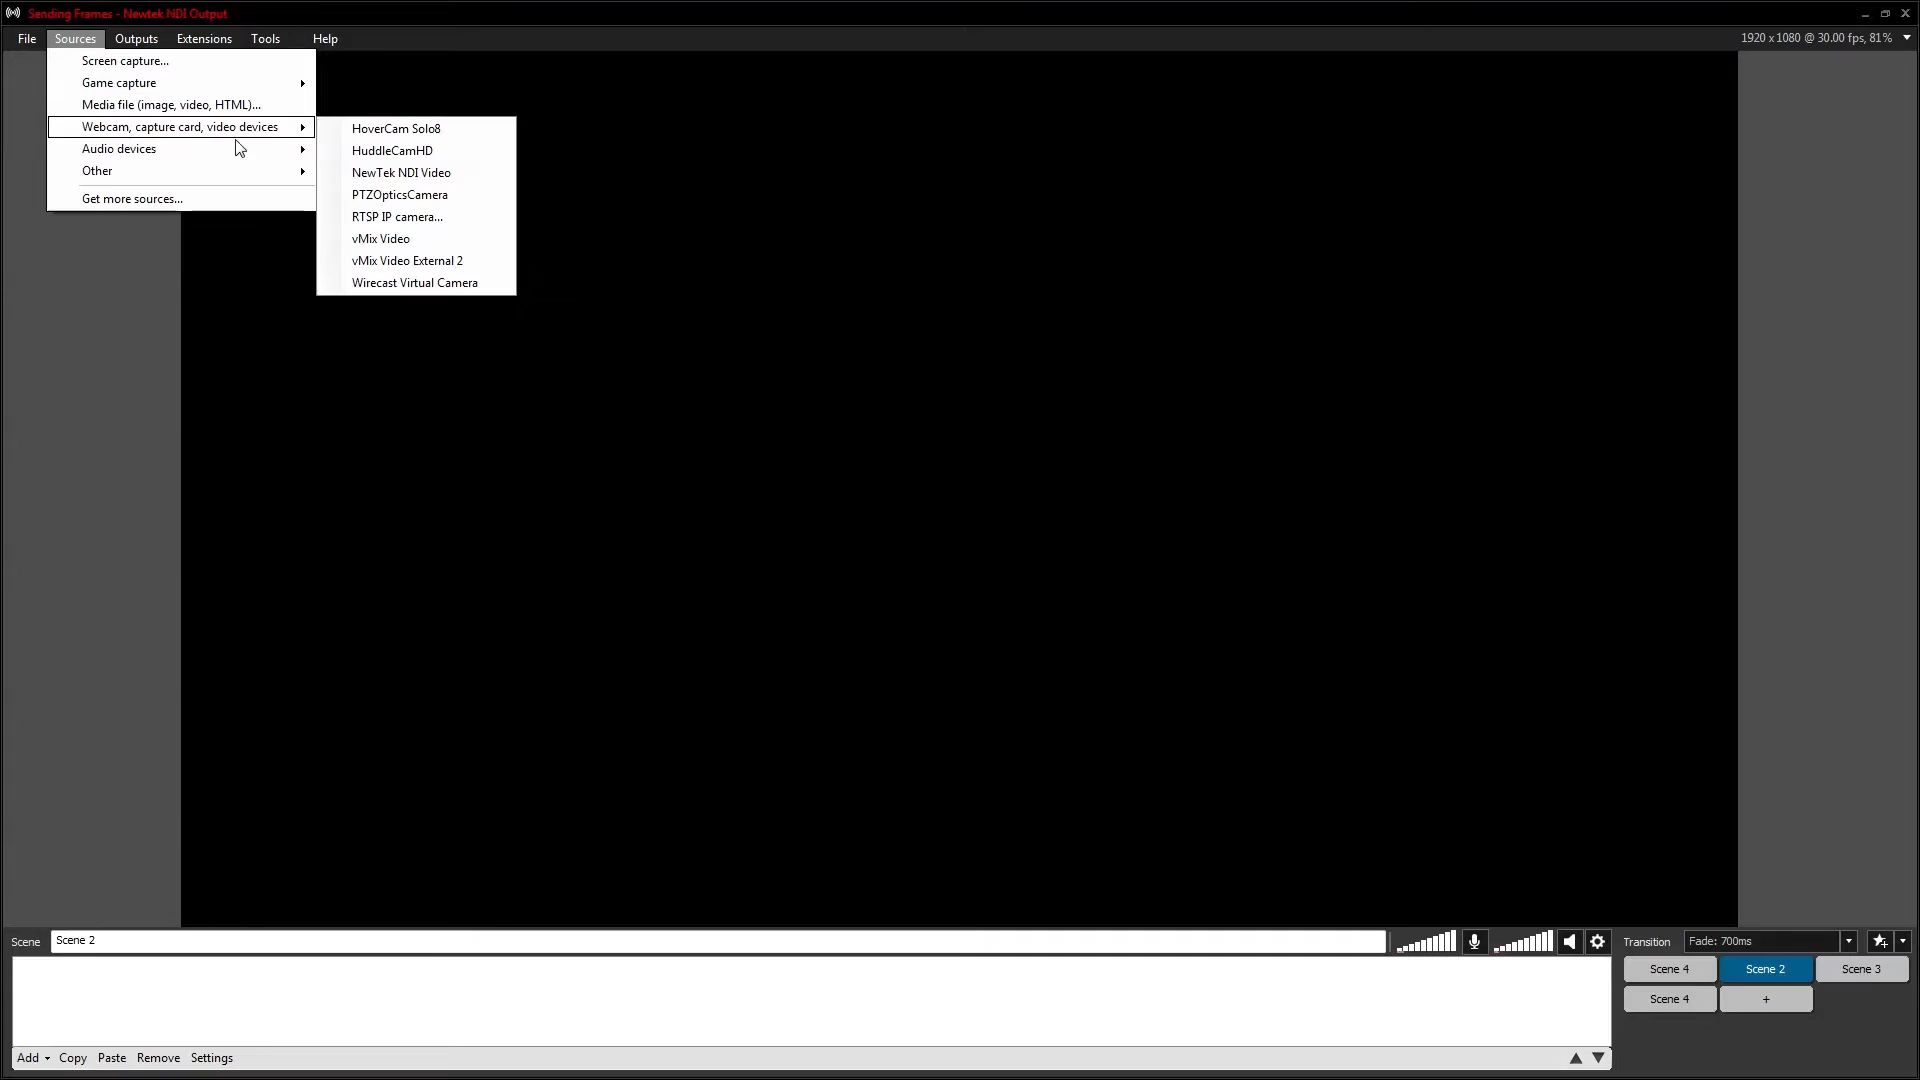 Sending Frames - Newtek NDI Output
File Sources Outputs Extensions Tools Help
1920 x 1080 @ 30.00 fps, 81%
Screen capture...
Game capture
Media file (image, video, HTML)...
Webcam, capture card, video devices
Audio devices
Other
Get more sources...
HoverCam Solo8
HuddleCamHD
NewTek NDI Video
PTZOpticsCamera
RTSP IP camera...
vMix Video
vMix Video External 2
Wirecast Virtual Camera
Scene Scene 2
Transition Fade: 700ms
Scene 4 Scene 2 Scene 3
Scene 4 +
Add Copy Paste Remove Settings